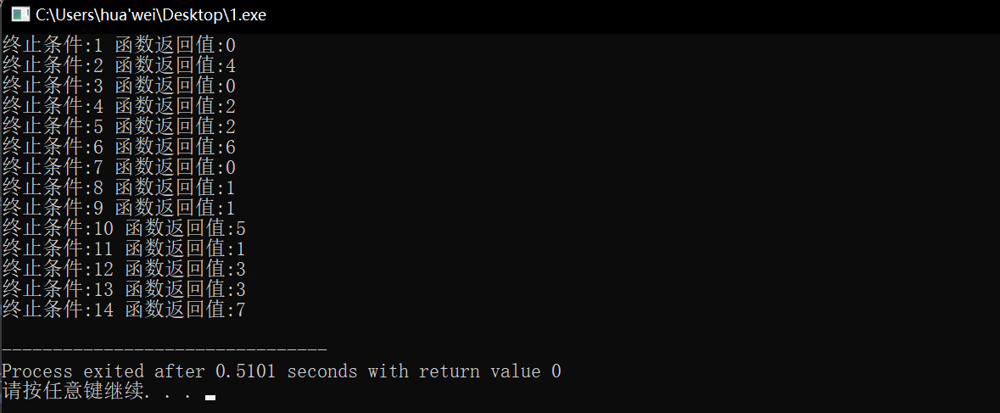 C:\Users\hua'wei\Desktop\1.exe
终止条件:1 函数返回值:0
终止条件:2 函数返回值:4
终止条件:3 函数返回值:0
终止条件:4 函数返回值:2
终止条件:5 函数返回值:2
终止条件:6 函数返回值:6
终止条件:7 函数返回值:0
终止条件:8 函数返回值:1
终止条件:9 函数返回值:1
终止条件:10 函数返回值:5
终止条件:11 函数返回值:1
终止条件:12 函数返回值:3
终止条件:13 函数返回值:3
终止条件:14 函数返回值:7
--------------------------------
Process exited after 0.5101 seconds with return value 0
请按任意键继续. . .